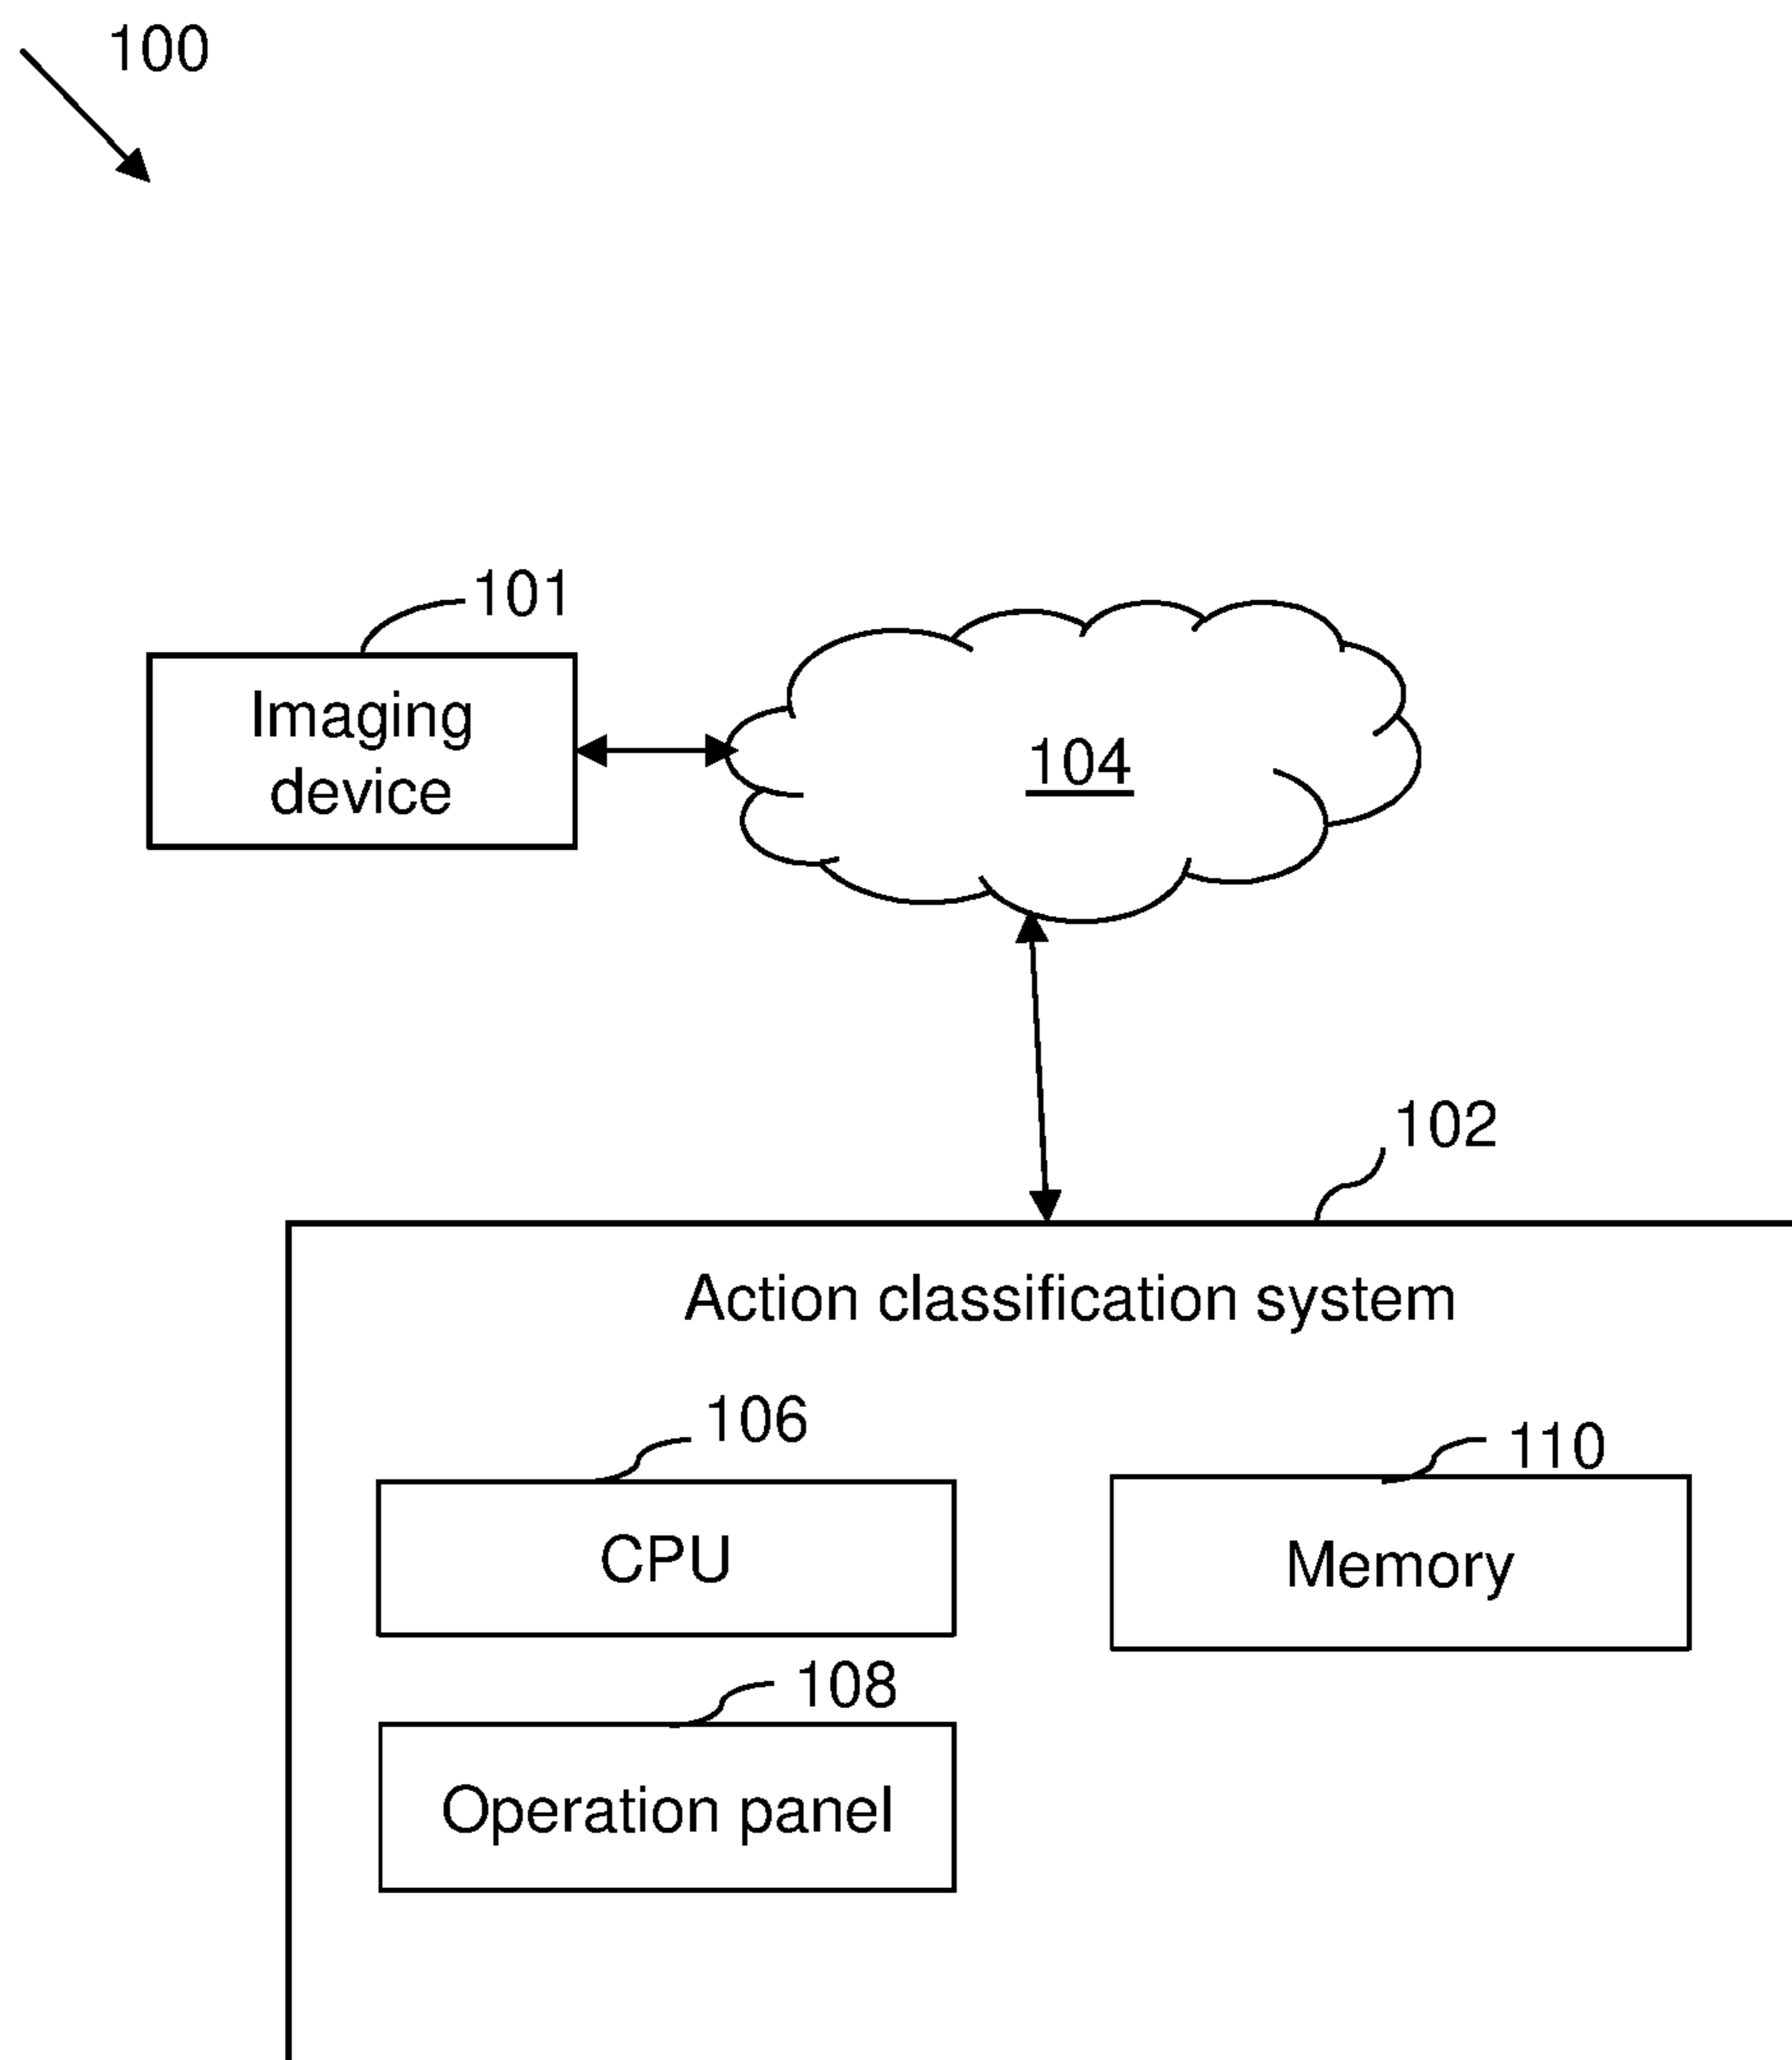 100
101
Imaging
device
104
102
Action classification system
106
110
CPU
Memory
108
Operation panel